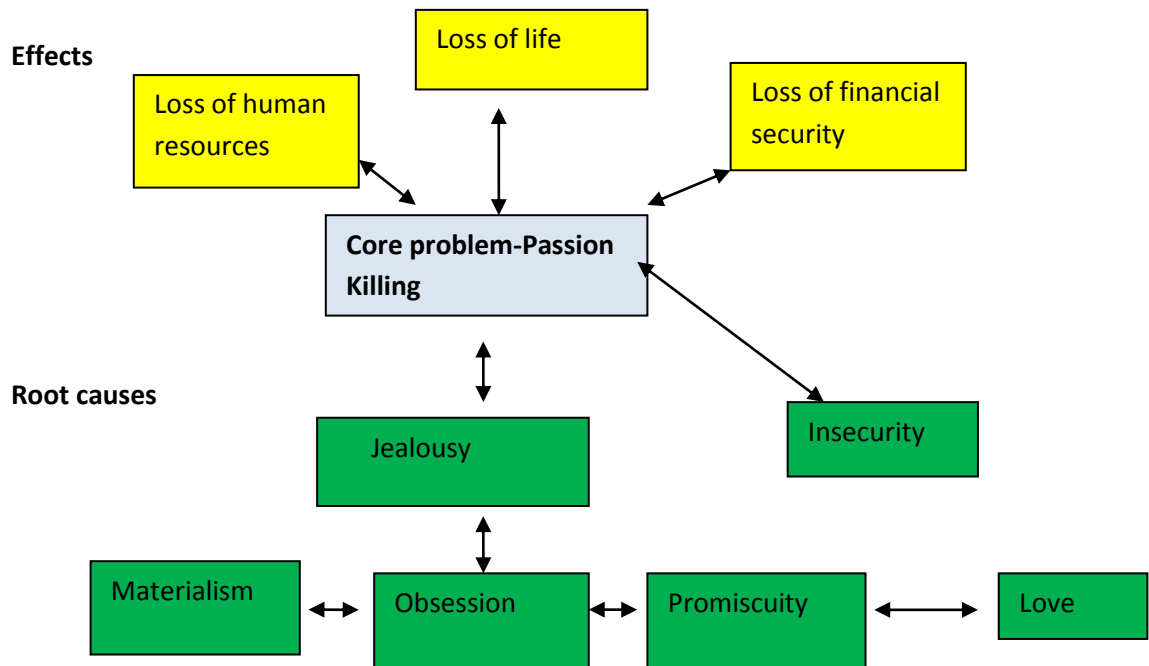 Effects
Loss of life
Loss of human
resources
Loss of financial
security
Core problem-Passion
Killing
Root causes
Jealousy
Insecurity
Materialism
Obsession
Promiscuity
Love